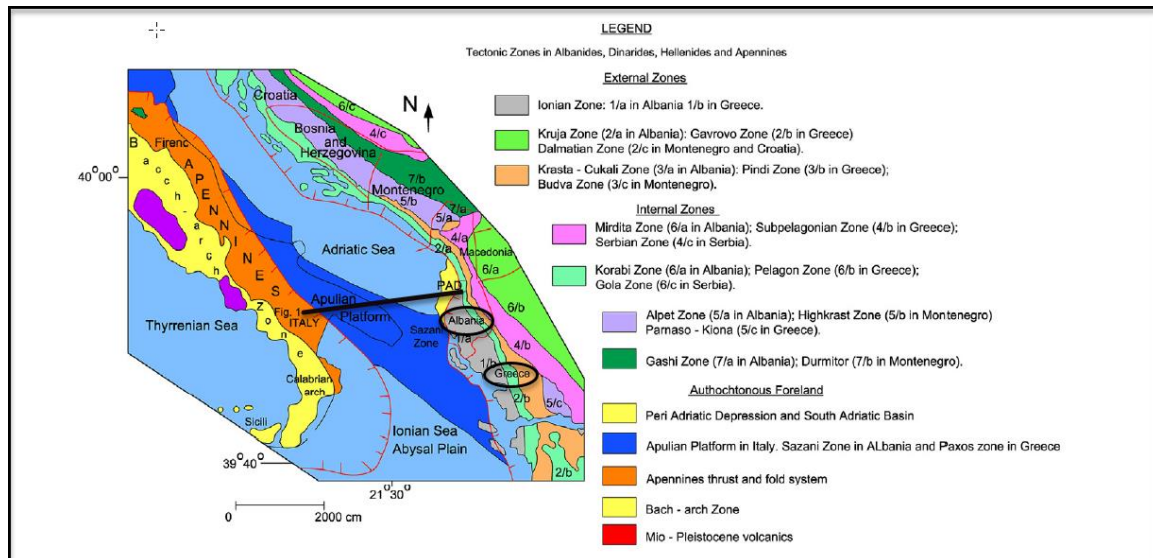 LEGEND
Tectonic Zones in Albanides, Dinarides, Hellenides and Apennines
External Zones
Ionian Zone: 1/a in Albania 1/b in Greece.
Kruja Zone (2/a in Albania): Gavrovo Zone (2/b in Greece)
Dalmatian Zone (2/c in Montenegro and Croatia).
Krasta - Cukali Zone (3/a in Albania): Pindi Zone (3/b in Greece);
Budva Zone (3/c in Montenegro).
Internal Zones
Mirdita Zone (6/a in Albania); Subpelagonian Zone (4/b in Greece);
Serbian Zone (4/c in Serbia).
Korabi Zone (6/a in Albania); Pelagon Zone (6/b in Greece);
Gola Zone (6/c in Serbia).
Alpet Zone (5/a in Albania); Highkrast Zone (5/b in Montenegro)
Parnaso - Kiona (5/c in Greece).
Gashi Zone (7/a in Albania); Durmitor (7/b in Montenegro).
Authochtonous Foreland
Peri Adriatic Depression and South Adriatic Basin
Apulian Platform in Italy. Sazani Zone in ALbania and Paxos zone in Greece
Apennines thrust and fold system
Bach - arch Zone
Mio - Pleistocene volcanics
N
Croatia
6/c
Bosnia
and
Herzegovina
4/c
Firenc
40°00'
Bacch-arch Zone
APENNINES
7/b
Montenegro
5/b
7/a
5/a
4/a
2/a
Macedonia
6/a
Adriatic Sea
PAD
6/b
Apulian
Platform
Fig. 1
ITALY
Albania
Sazani
Zone
1/a
4/b
Thyrrenian Sea
1/b
Greece
Calabrian
arch
2/b
5/c
Sicili
Ionian Sea
Abysal Plain
39°40'
2/b
21°30'
0 2000 cm